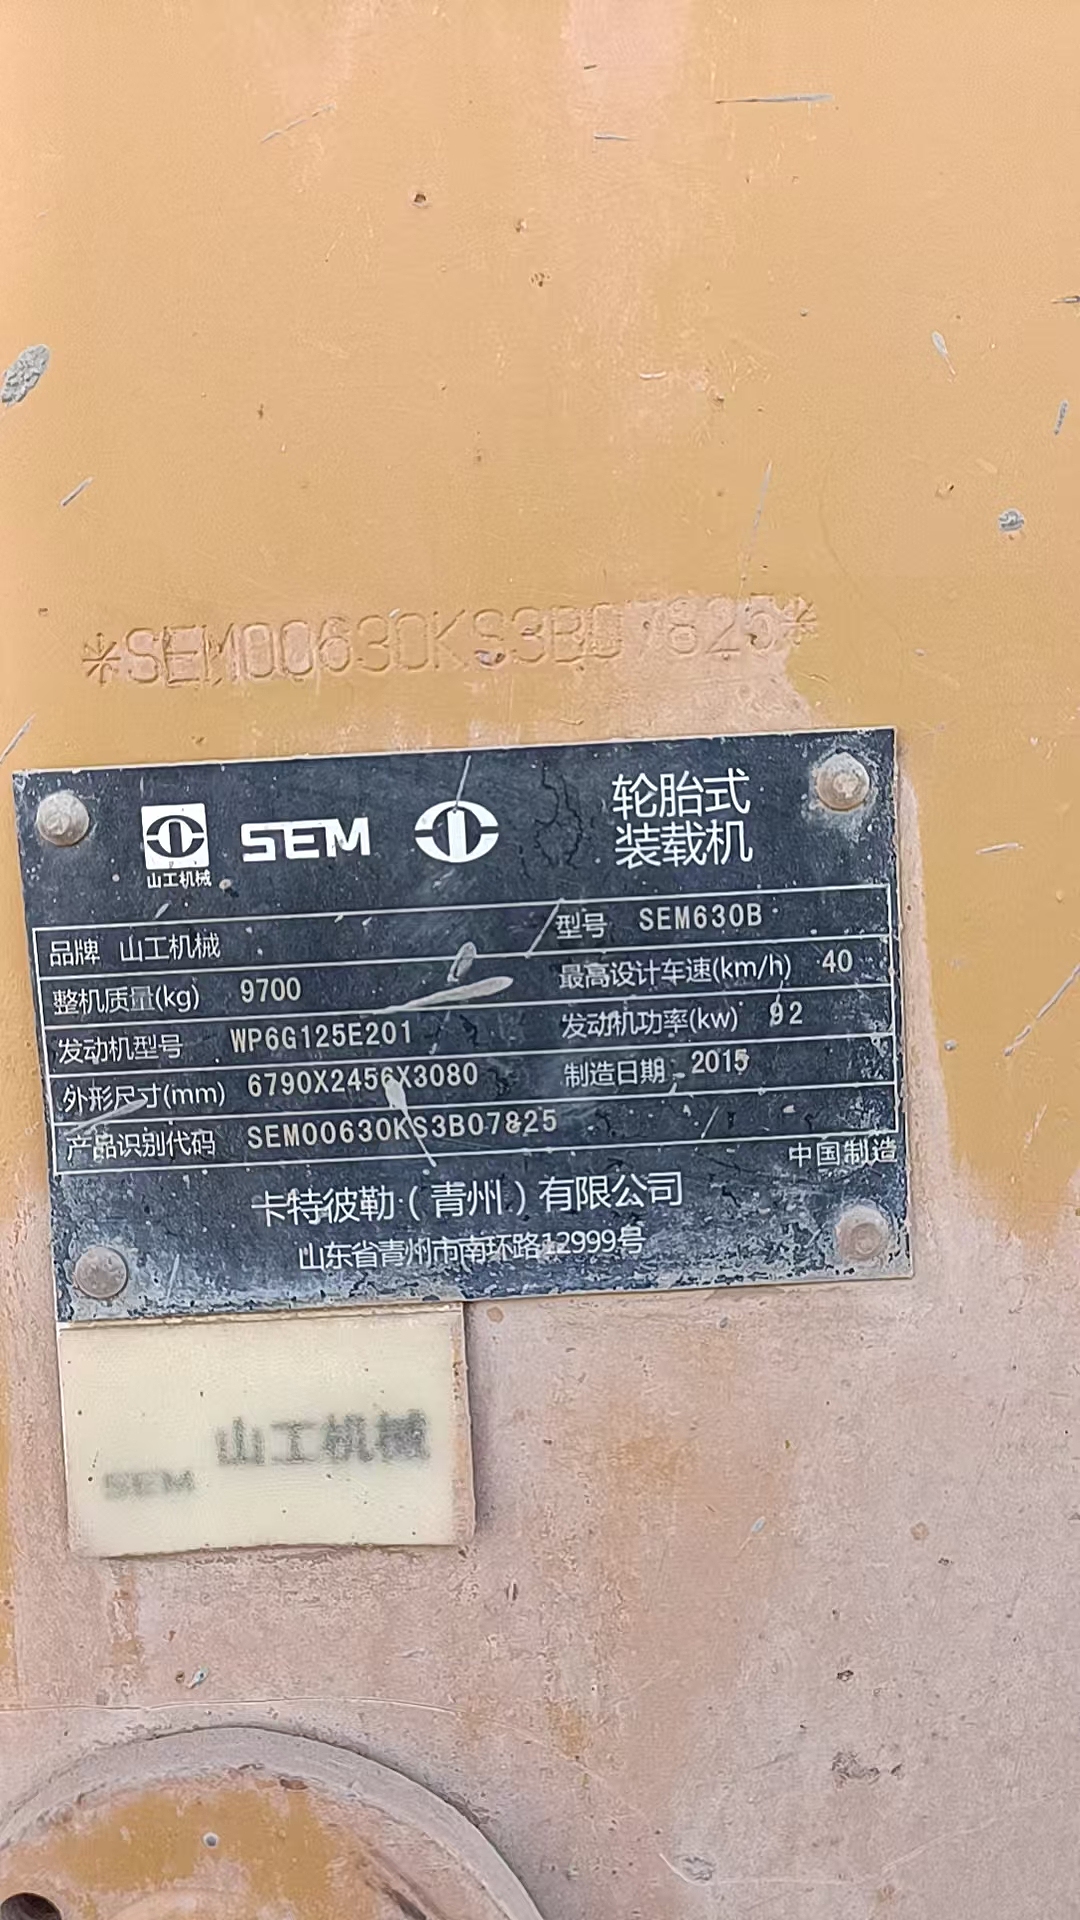 *SEM00630KS3B07825*
山工机械 SEM
轮胎式
装载机
品牌 山工机械 型号 SEM630B
整机质量(kg) 9700 最高设计车速(km/h) 40
发动机型号 WP6G125E201 发动机功率(kw) 92
外形尺寸(mm) 6790X2456X3080 制造日期 2015
产品识别代码 SEM00630KS3B07825
中国制造
卡特彼勒(青州)有限公司
山东省青州市南环路12999号
SEM 山工机械